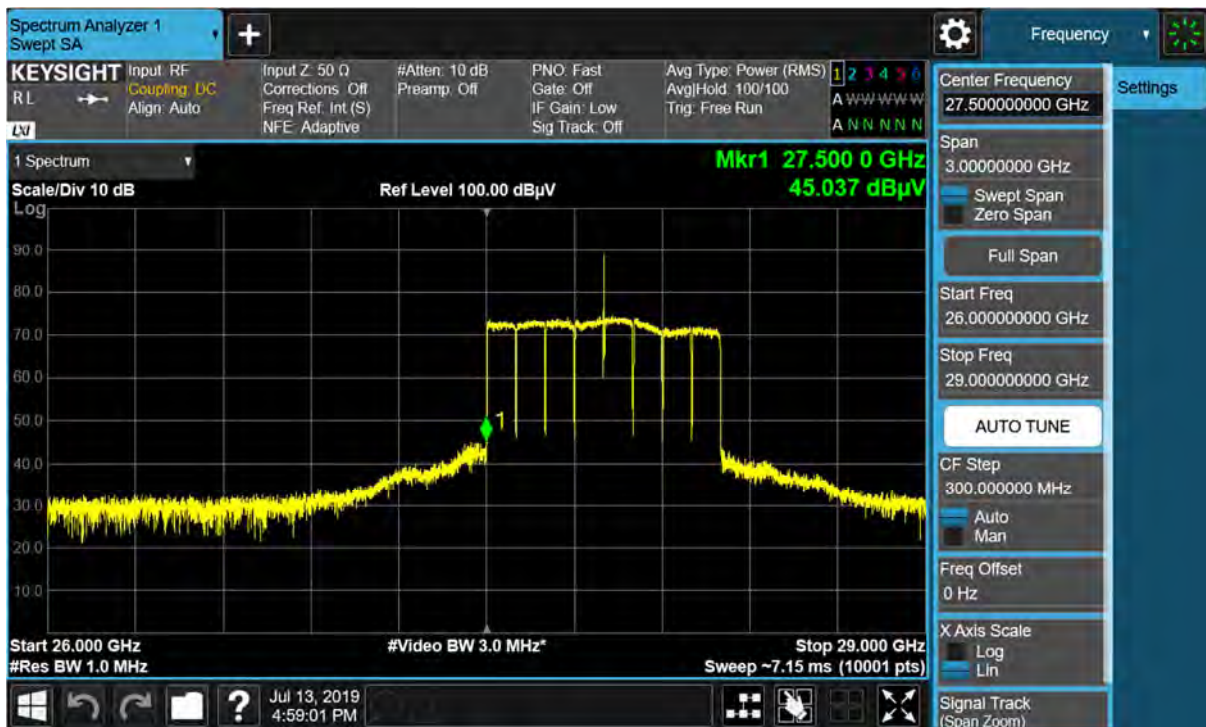 Spectrum Analyzer 1
Swept SA
Frequency
KEYSIGHT
RL
LXI
Input: RF
Coupling: DC
Align: Auto
Input Z: 50 Ω
Corrections: Off
Freq Ref: Int (S)
NFE: Adaptive
#Atten: 10 dB
Preamp: Off
PNO: Fast
Gate: Off
IF Gain: Low
Sig Track: Off
Avg Type: Power (RMS)
Avg|Hold: 100/100
Trig: Free Run
1 2 3 4 5 6
A W W W W W
A N N N N N
1 Spectrum
Scale/Div 10 dB
Ref Level 100.00 dBµV
Mkr1 27.500 0 GHz
45.037 dBµV
Log
90.0
80.0
70.0
60.0
50.0
40.0
30.0
20.0
10.0
1
Start 26.000 GHz
#Res BW 1.0 MHz
#Video BW 3.0 MHz*
Stop 29.000 GHz
Sweep ~7.15 ms (10001 pts)
Center Frequency
27.500000000 GHz
Settings
Span
3.00000000 GHz
Swept Span
Zero Span
Full Span
Start Freq
26.000000000 GHz
Stop Freq
29.000000000 GHz
AUTO TUNE
CF Step
300.000000 MHz
Auto
Man
Freq Offset
0 Hz
X Axis Scale
Log
Lin
Signal Track
(Span Zoom)
?
Jul 13, 2019
4:59:01 PM